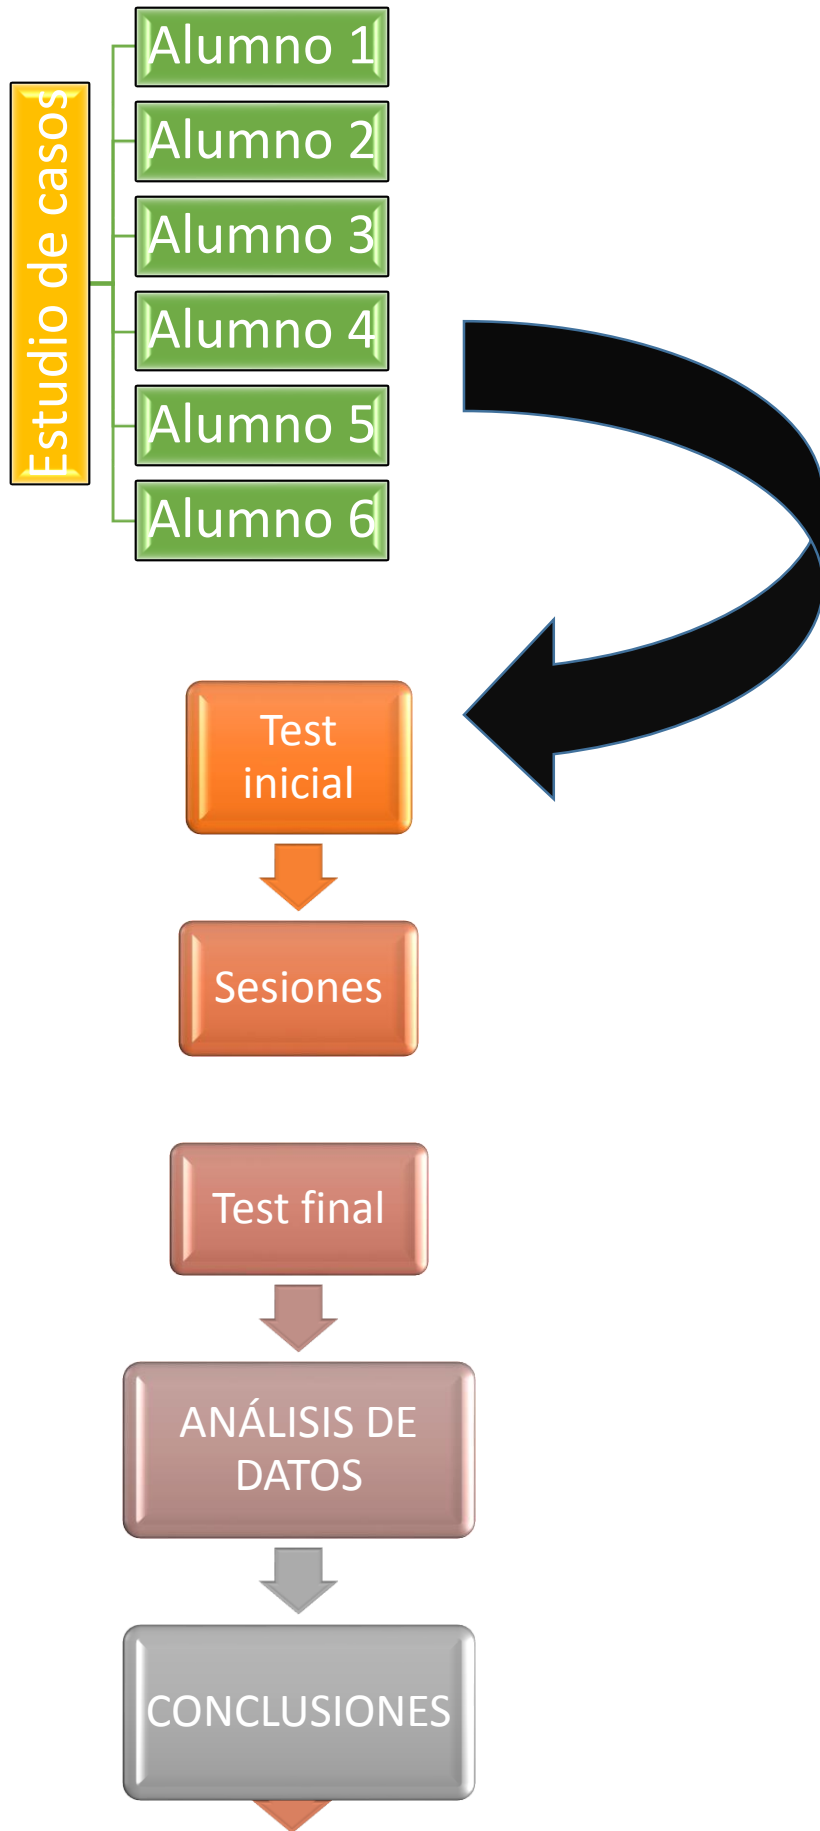 Estudio de casos
Alumno 1
Alumno 2
Alumno 3
Alumno 4
Alumno 5
Alumno 6
Test
inicial
Sesiones
Test final
ANÁLISIS DE
DATOS
CONCLUSIONES